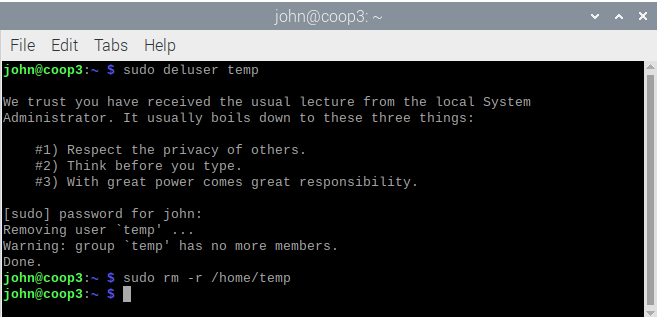 john@coop3: ~
File Edit Tabs Help
john@coop3:~ $ sudo deluser temp
We trust you have received the usual lecture from the local System
Administrator. It usually boils down to these three things:
#1) Respect the privacy of others.
#2) Think before you type.
#3) With great power comes great responsibility.
[sudo] password for john:
Removing user `temp' ...
Warning: group `temp' has no more members.
Done.
john@coop3:~ $ sudo rm -r /home/temp
john@coop3:~ $